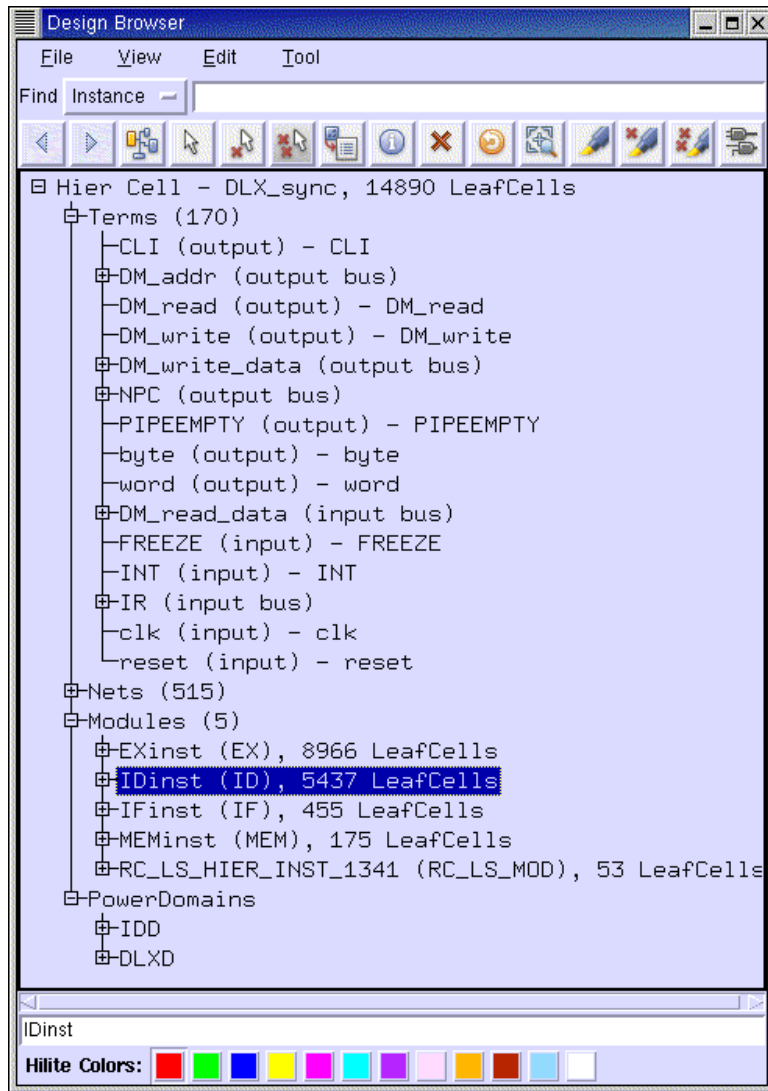 Design Browser
File View Edit Tool
Find Instance
Hier Cell - DLX_sync, 14890 LeafCells
Terms (170)
CLI (output) - CLI
DM_addr (output bus)
DM_read (output) - DM_read
DM_write (output) - DM_write
DM_write_data (output bus)
NPC (output bus)
PIPEEMPTY (output) - PIPEEMPTY
byte (output) - byte
word (output) - word
DM_read_data (input bus)
FREEZE (input) - FREEZE
INT (input) - INT
IR (input bus)
clk (input) - clk
reset (input) - reset
Nets (515)
Modules (5)
EXinst (EX), 8966 LeafCells
IDinst (ID), 5437 LeafCells
IFinst (IF), 455 LeafCells
MEMinst (MEM), 175 LeafCells
RC_LS_HIER_INST_1341 (RC_LS_MOD), 53 LeafCells
PowerDomains
IDD
DLXD
IDinst
Hilite Colors: